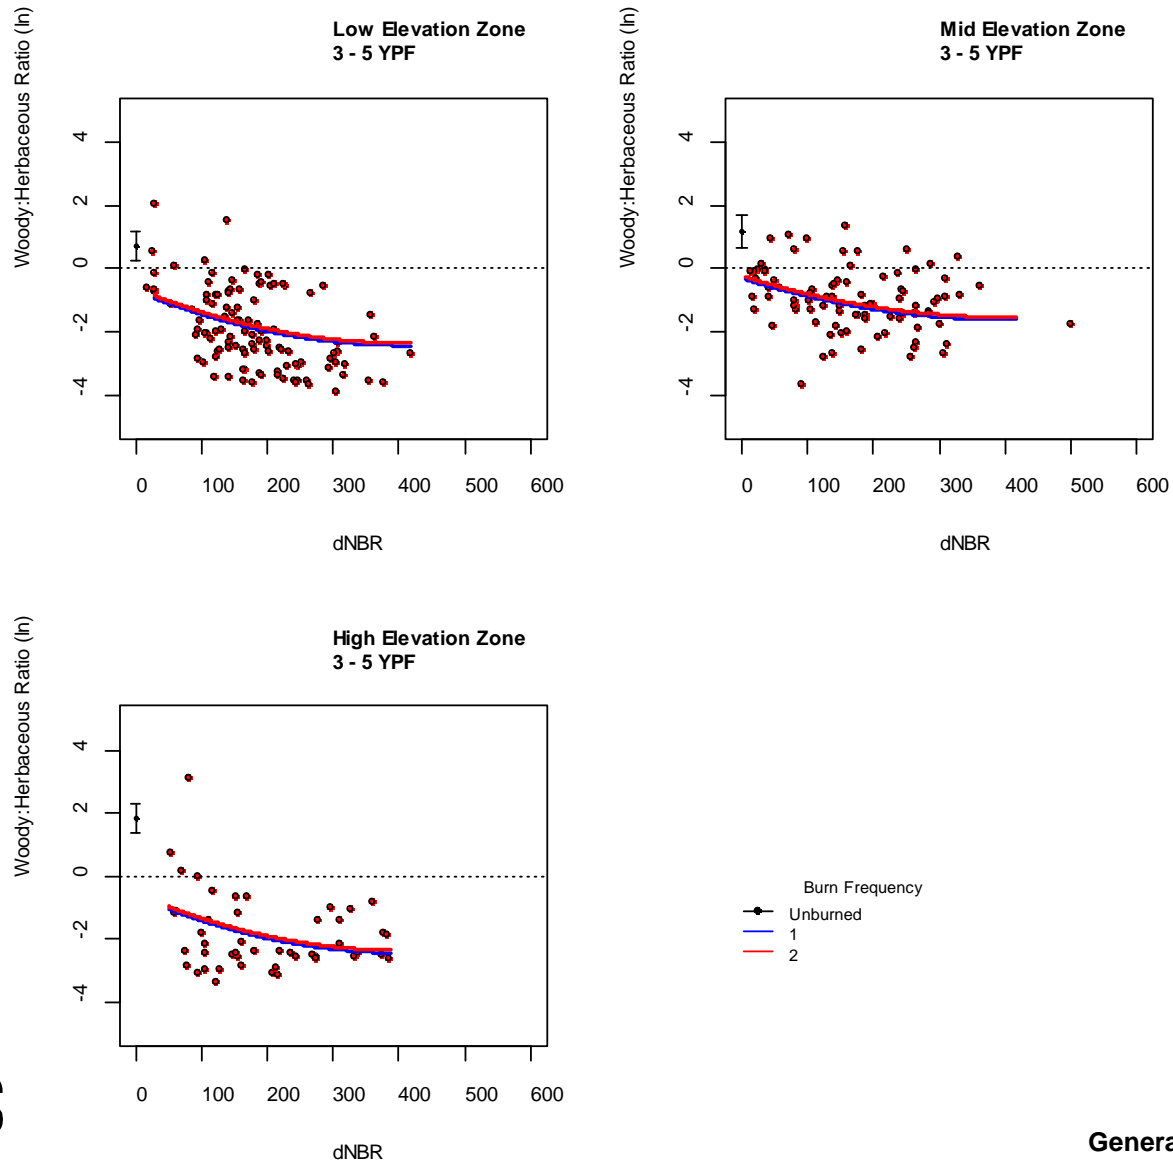 Low Elevation Zone
3 - 5 YPF
Woody:Herbaceous Ratio (ln)
4
2
0
-2
-4
0 100 200 300 400 500 600
dNBR
Mid Elevation Zone
3 - 5 YPF
Woody:Herbaceous Ratio (ln)
4
2
0
-2
-4
0 100 200 300 400 500 600
dNBR
High Elevation Zone
3 - 5 YPF
Woody:Herbaceous Ratio (ln)
4
2
0
-2
-4
0 100 200 300 400 500 600
dNBR
Burn Frequency
Unburned
1
2
Genera